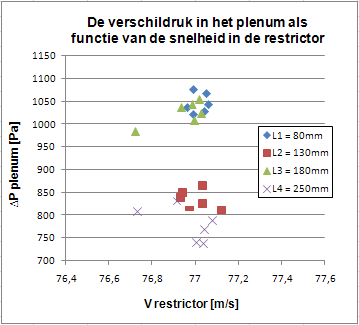 De verschildruk in het plenum als
functie van de snelheid in de restrictor
1150
1100
1050
1000
950
900
850
800
750
700
ΔP plenum [Pa]
L1 = 80mm
L2 = 130mm
L3 = 180mm
L4 = 250mm
76,4
76,6
76,8
77
77,2
77,4
77,6
V restrictor [m/s]